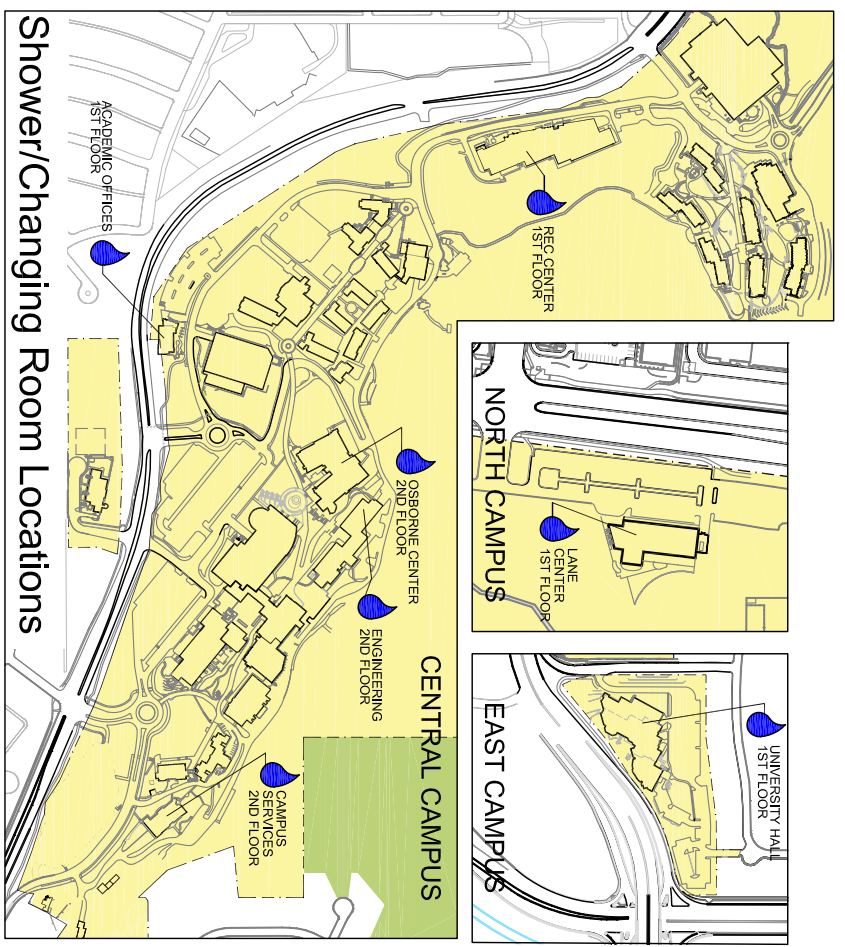 Shower/Changing Room Locations
ACADEMIC OFFICES
1ST FLOOR
REC CENTER
1ST FLOOR
OSBORNE CENTER
2ND FLOOR
ENGINEERING
2ND FLOOR
CAMPUS
SERVICES
2ND FLOOR
CENTRAL CAMPUS
NORTH CAMPUS
LANE
CENTER
1ST FLOOR
EAST CAMPUS
UNIVERSITY HALL
1ST FLOOR